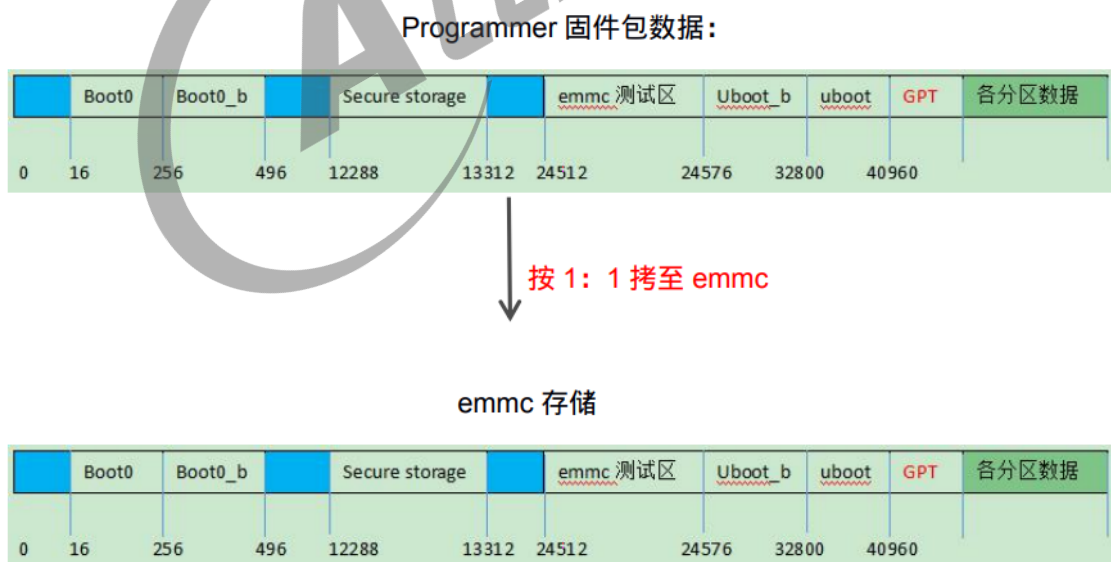 Programmer 固件包数据：
Boot0 Boot0_b Secure storage emmc 测试区 Uboot_b uboot GPT 各分区数据
0 16 256 496 12288 13312 24512 24576 32800 40960
按 1：1 拷至 emmc
emmc 存储
Boot0 Boot0_b Secure storage emmc 测试区 Uboot_b uboot GPT 各分区数据
0 16 256 496 12288 13312 24512 24576 32800 40960